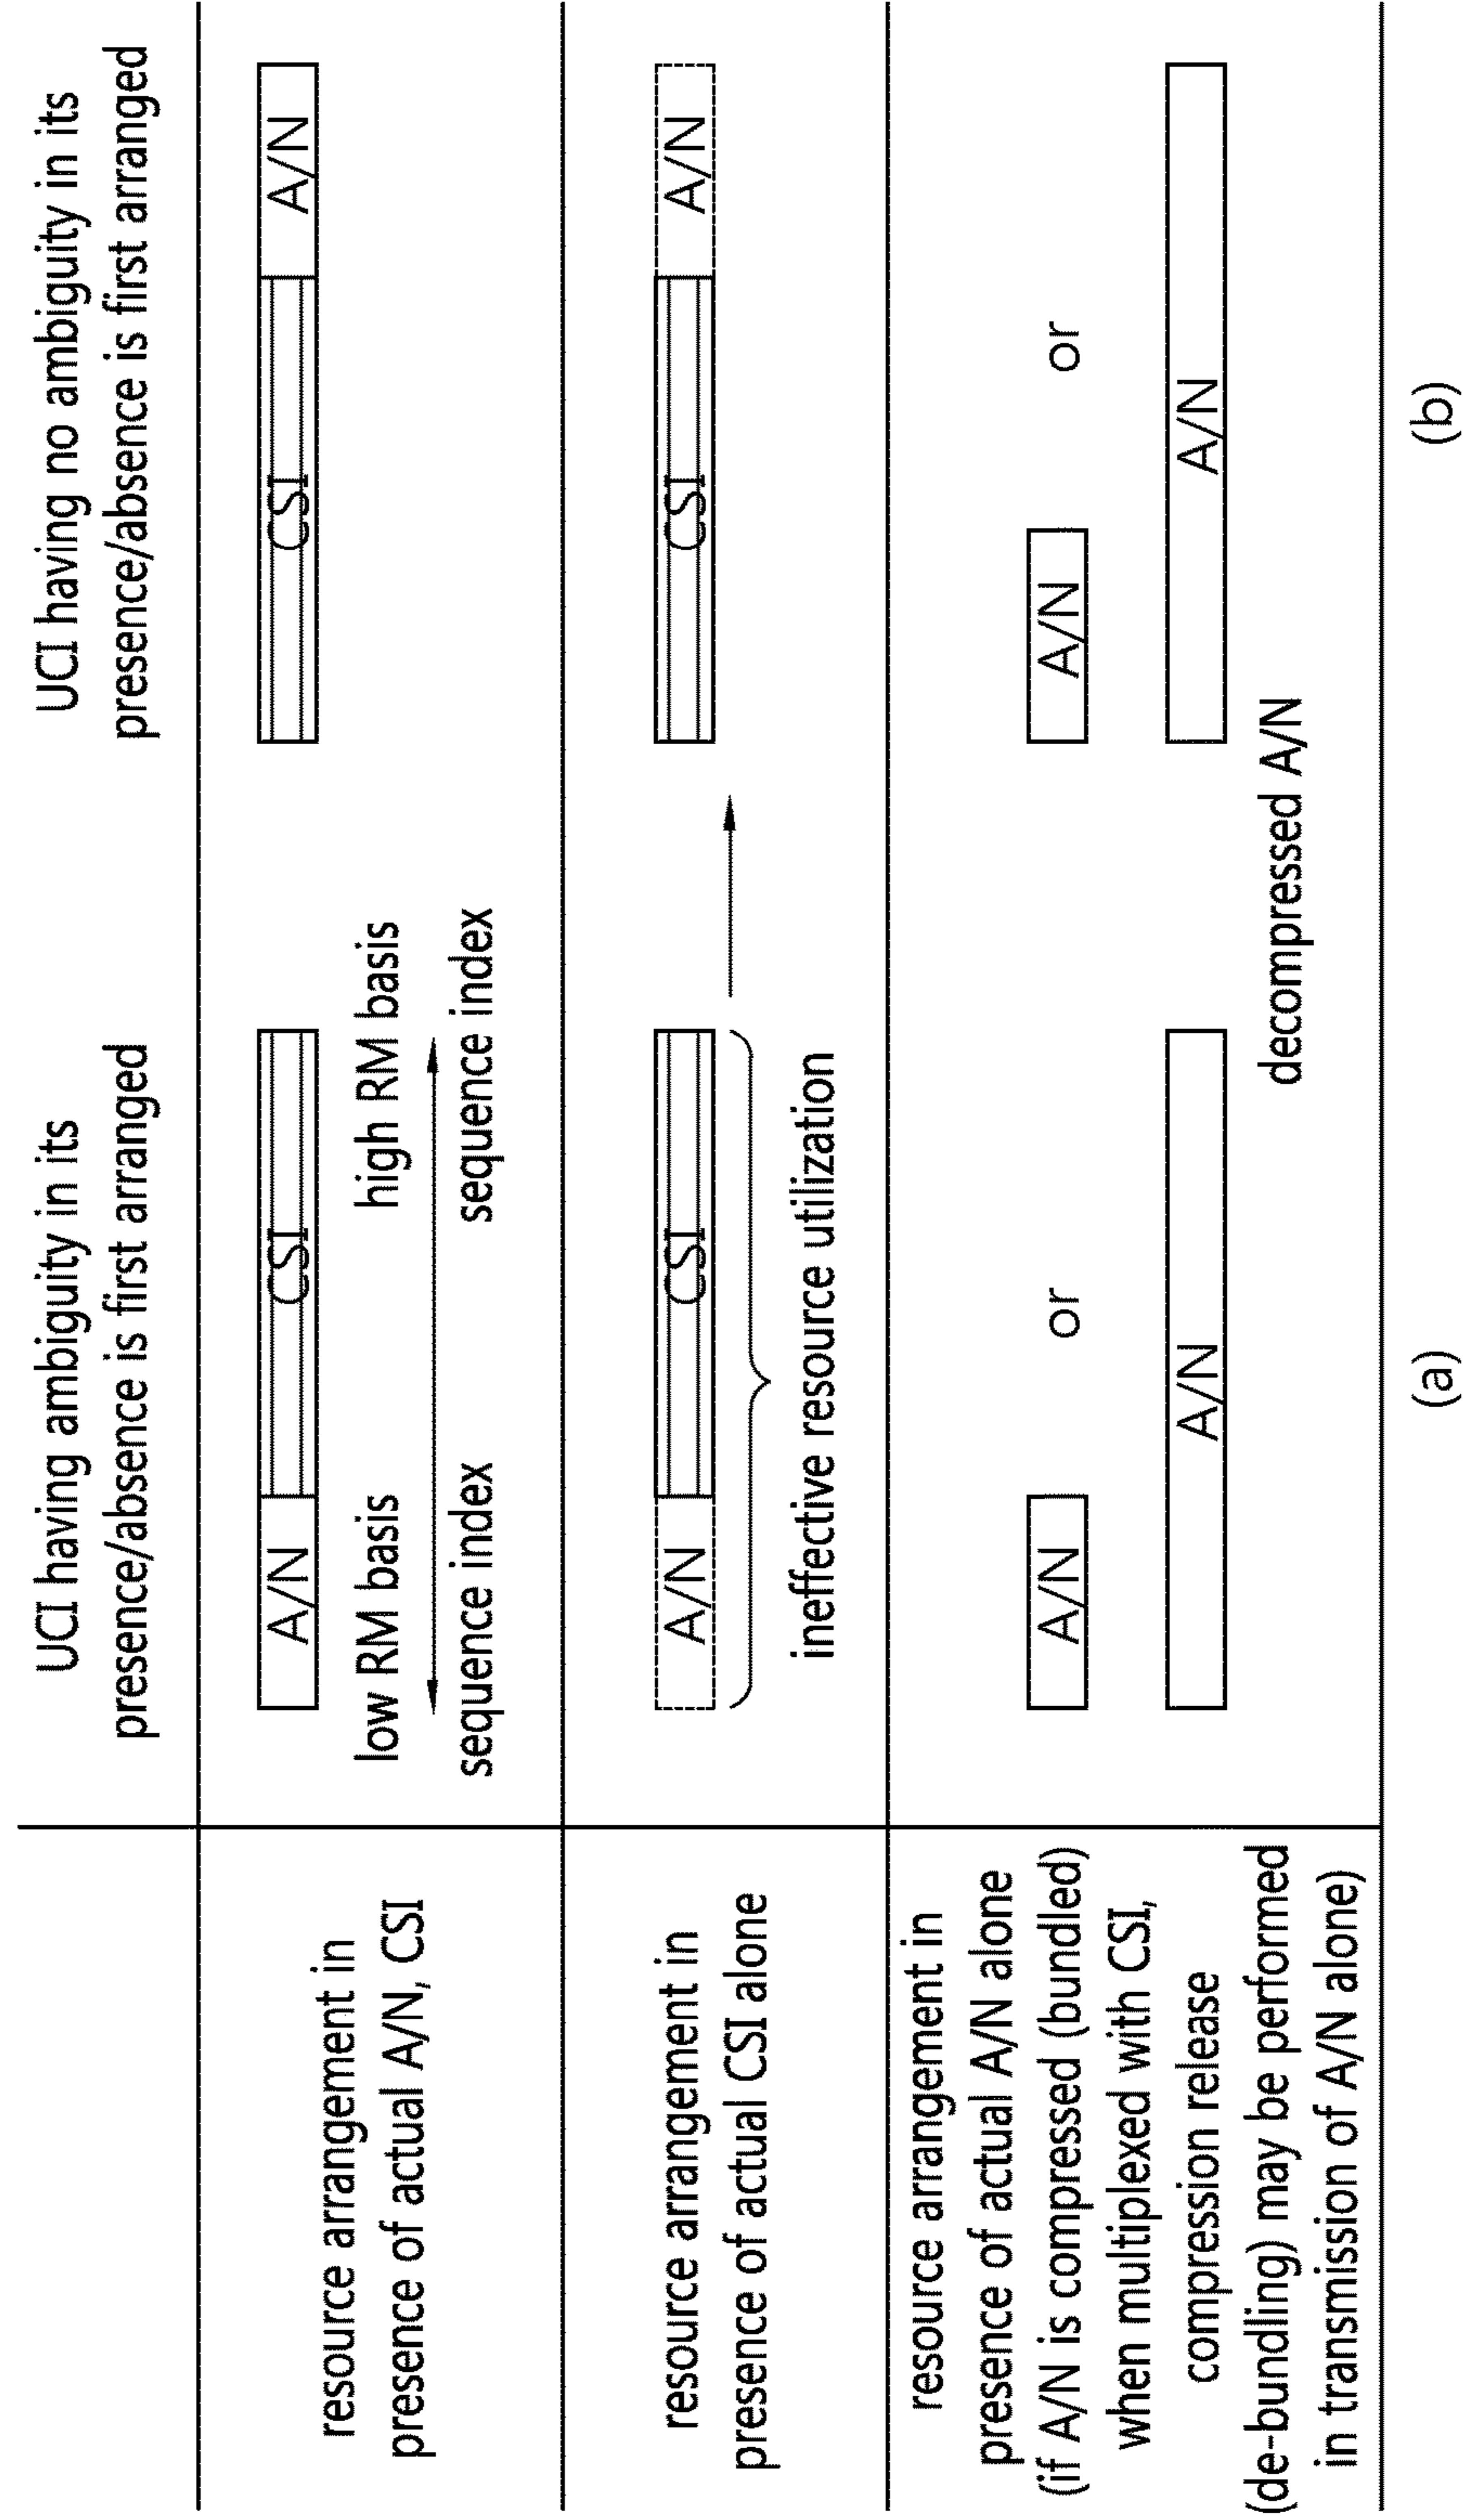 UCI having ambiguity in its
presence/absence is first arranged
UCI having no ambiguity in its
presence/absence is first arranged
resource arrangement in
presence of actual A/N, CSI
A/N
CSI
low RM basis
sequence index
high RM basis
sequence index
CSI
A/N
resource arrangement in
presence of actual CSI alone
A/N
CSI
ineffective resource utilization
CSI
A/N
resource arrangement in
presence of actual A/N alone
(if A/N is compressed (bundled)
when multiplexed with CSI,
compression release
(de-bundling) may be performed
in transmission of A/N alone)
A/N
or
A/N
A/N
or
A/N
decompressed A/N
(a)
(b)